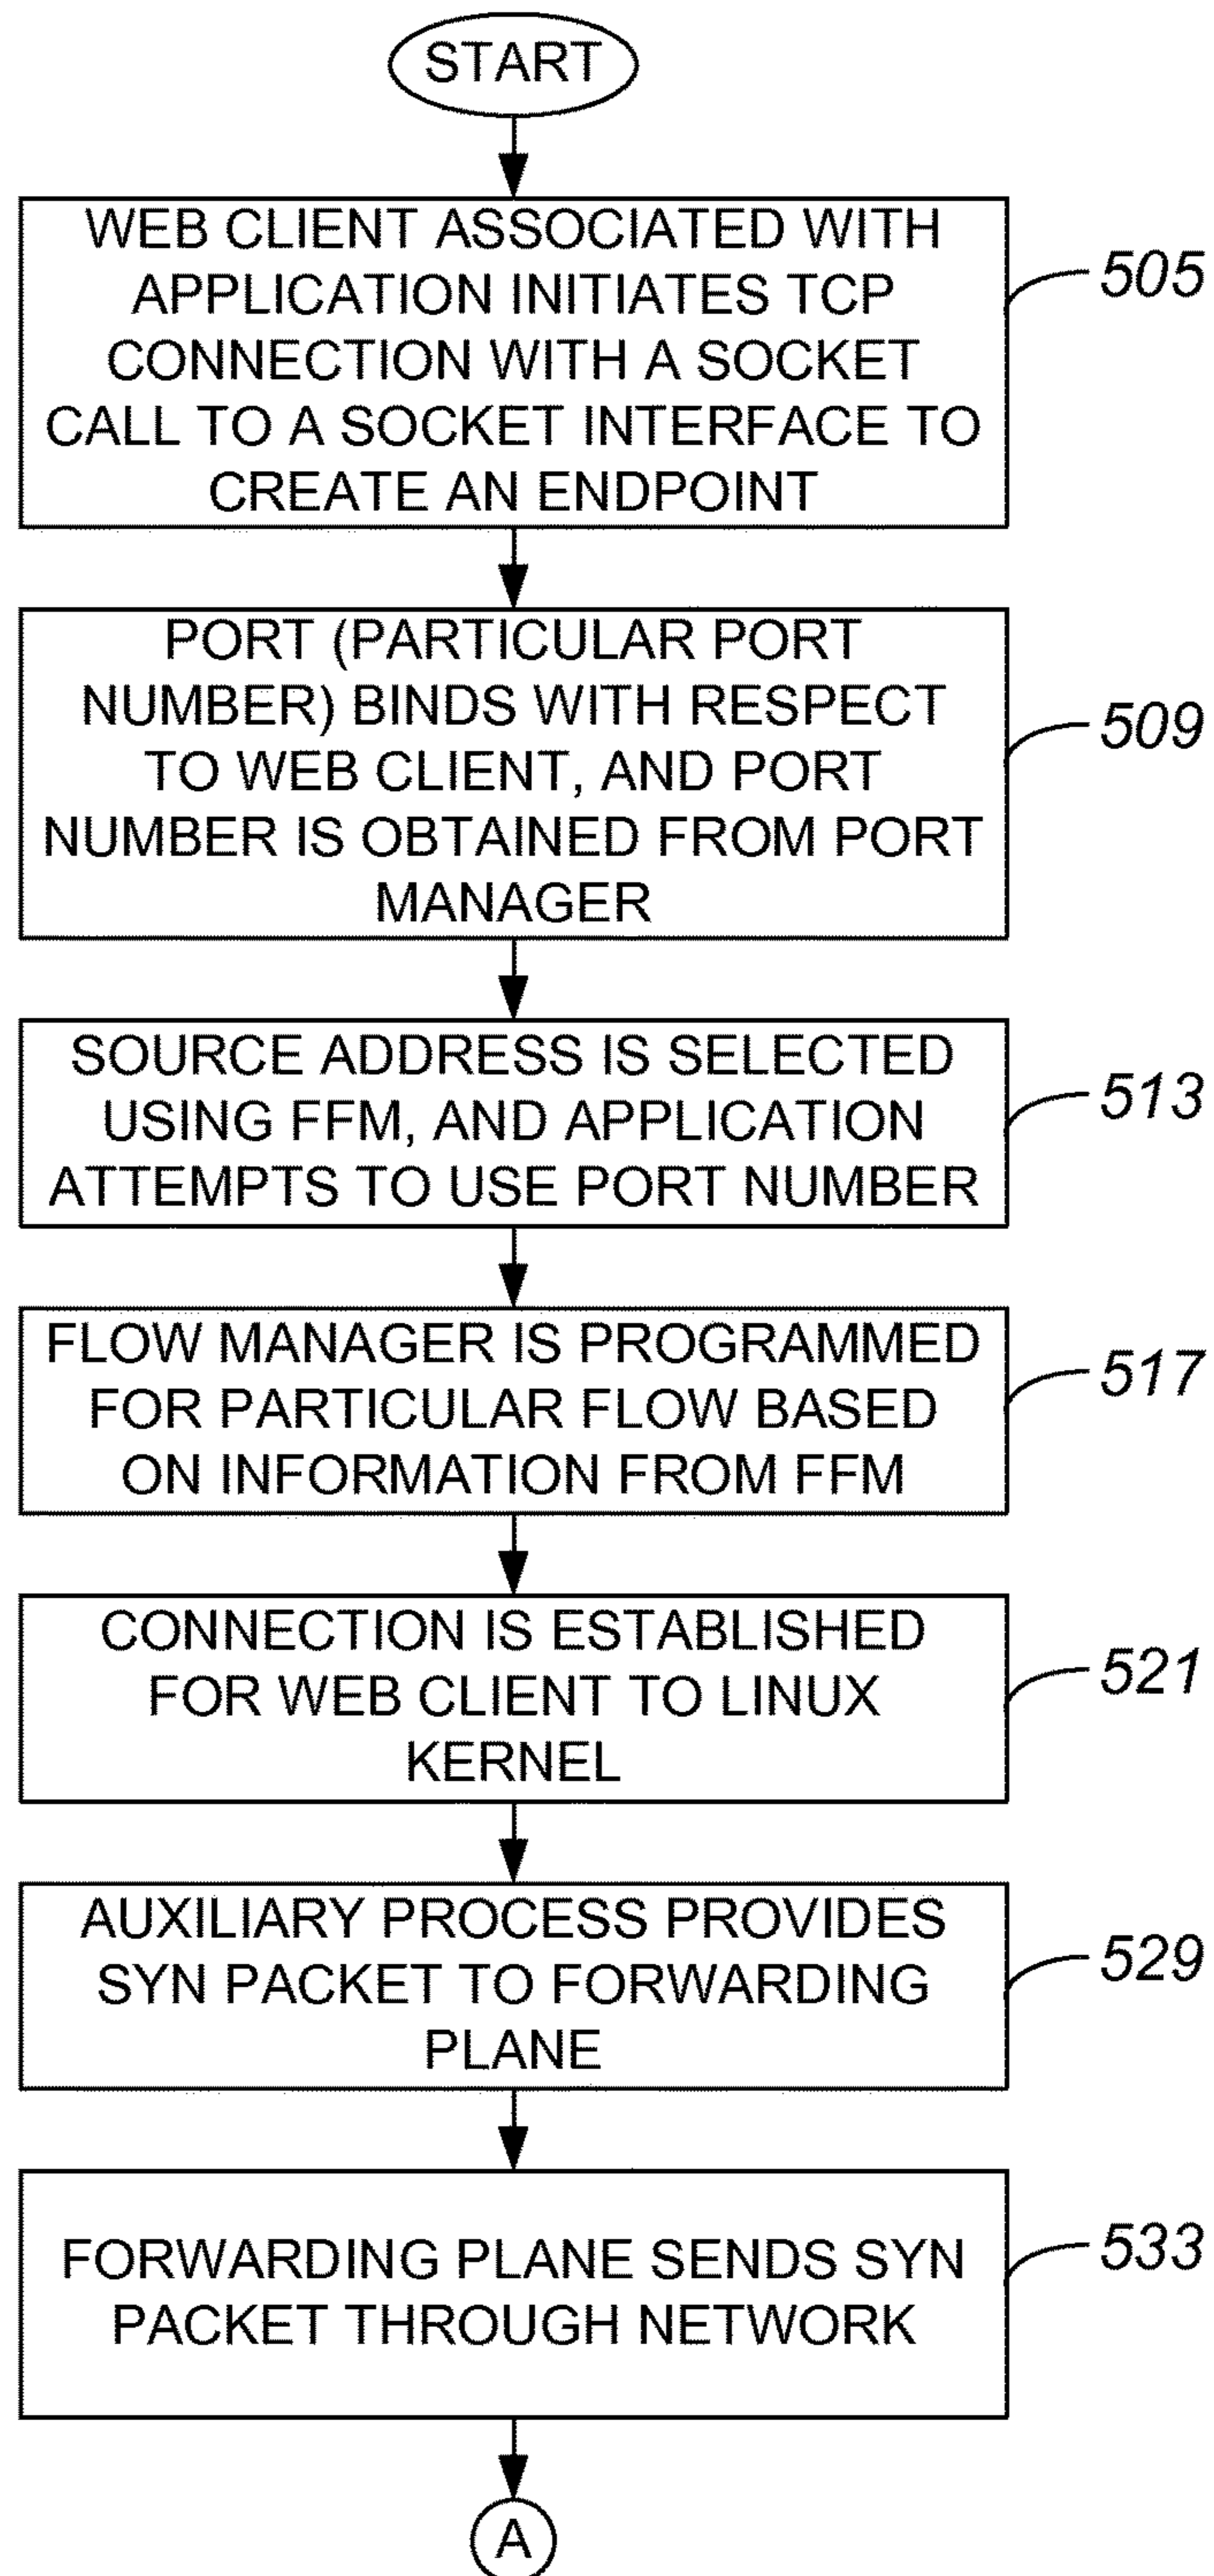 START
WEB CLIENT ASSOCIATED WITH
APPLICATION INITIATES TCP
CONNECTION WITH A SOCKET
CALL TO A SOCKET INTERFACE TO
CREATE AN ENDPOINT
505
PORT (PARTICULAR PORT
NUMBER) BINDS WITH RESPECT
TO WEB CLIENT, AND PORT
NUMBER IS OBTAINED FROM PORT
MANAGER
509
SOURCE ADDRESS IS SELECTED
USING FFM, AND APPLICATION
ATTEMPTS TO USE PORT NUMBER
513
FLOW MANAGER IS PROGRAMMED
FOR PARTICULAR FLOW BASED
ON INFORMATION FROM FFM
517
CONNECTION IS ESTABLISHED
FOR WEB CLIENT TO LINUX
KERNEL
521
AUXILIARY PROCESS PROVIDES
SYN PACKET TO FORWARDING
PLANE
529
FORWARDING PLANE SENDS SYN
PACKET THROUGH NETWORK
533
A